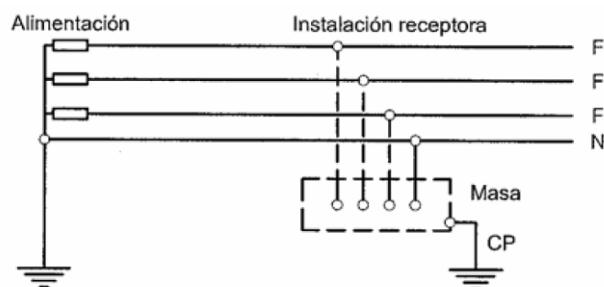 Alimentación
Instalación receptora
F
F
F
N
Masa
CP